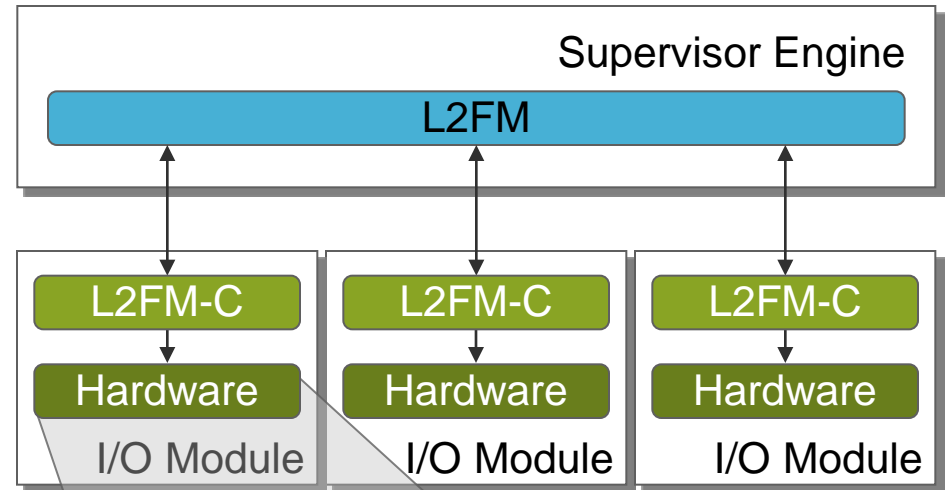 Supervisor Engine
L2FM
L2FM-C
L2FM-C
L2FM-C
Hardware
Hardware
Hardware
I/O Module
I/O Module
I/O Module